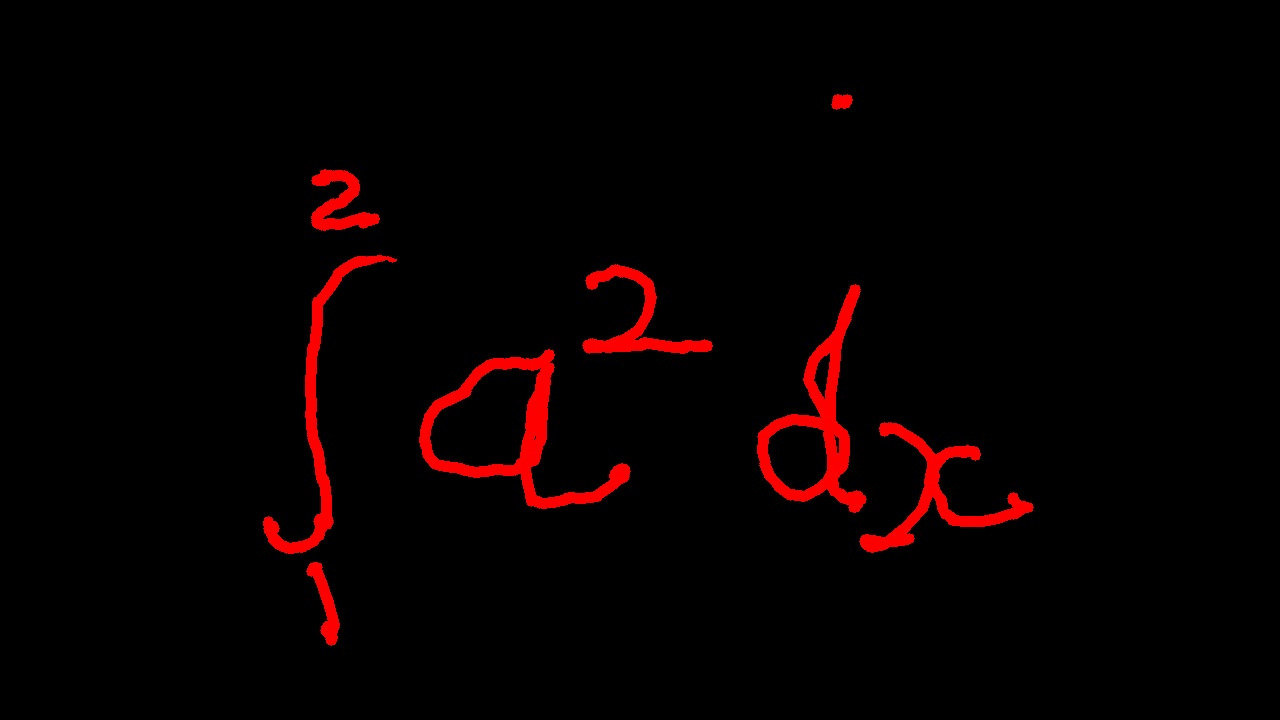 ∫₁² a² dx